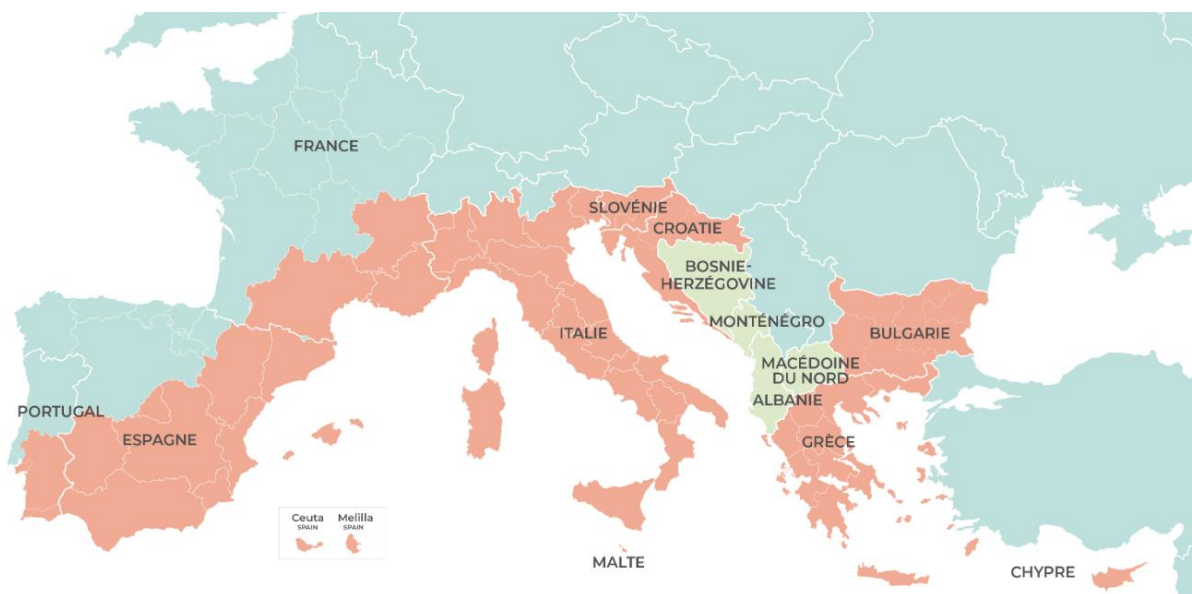 FRANCE
SLOVÉNIE
CROATIE
BOSNIE-
HERZÉGOVINE
MONTÉNÉGRO
ITALIE
BULGARIE
MACÉDOINE
DU NORD
ALBANIE
PORTUGAL
ESPAGNE
GRÈCE
Ceuta
SPAIN
Melilla
SPAIN
MALTE
CHYPRE